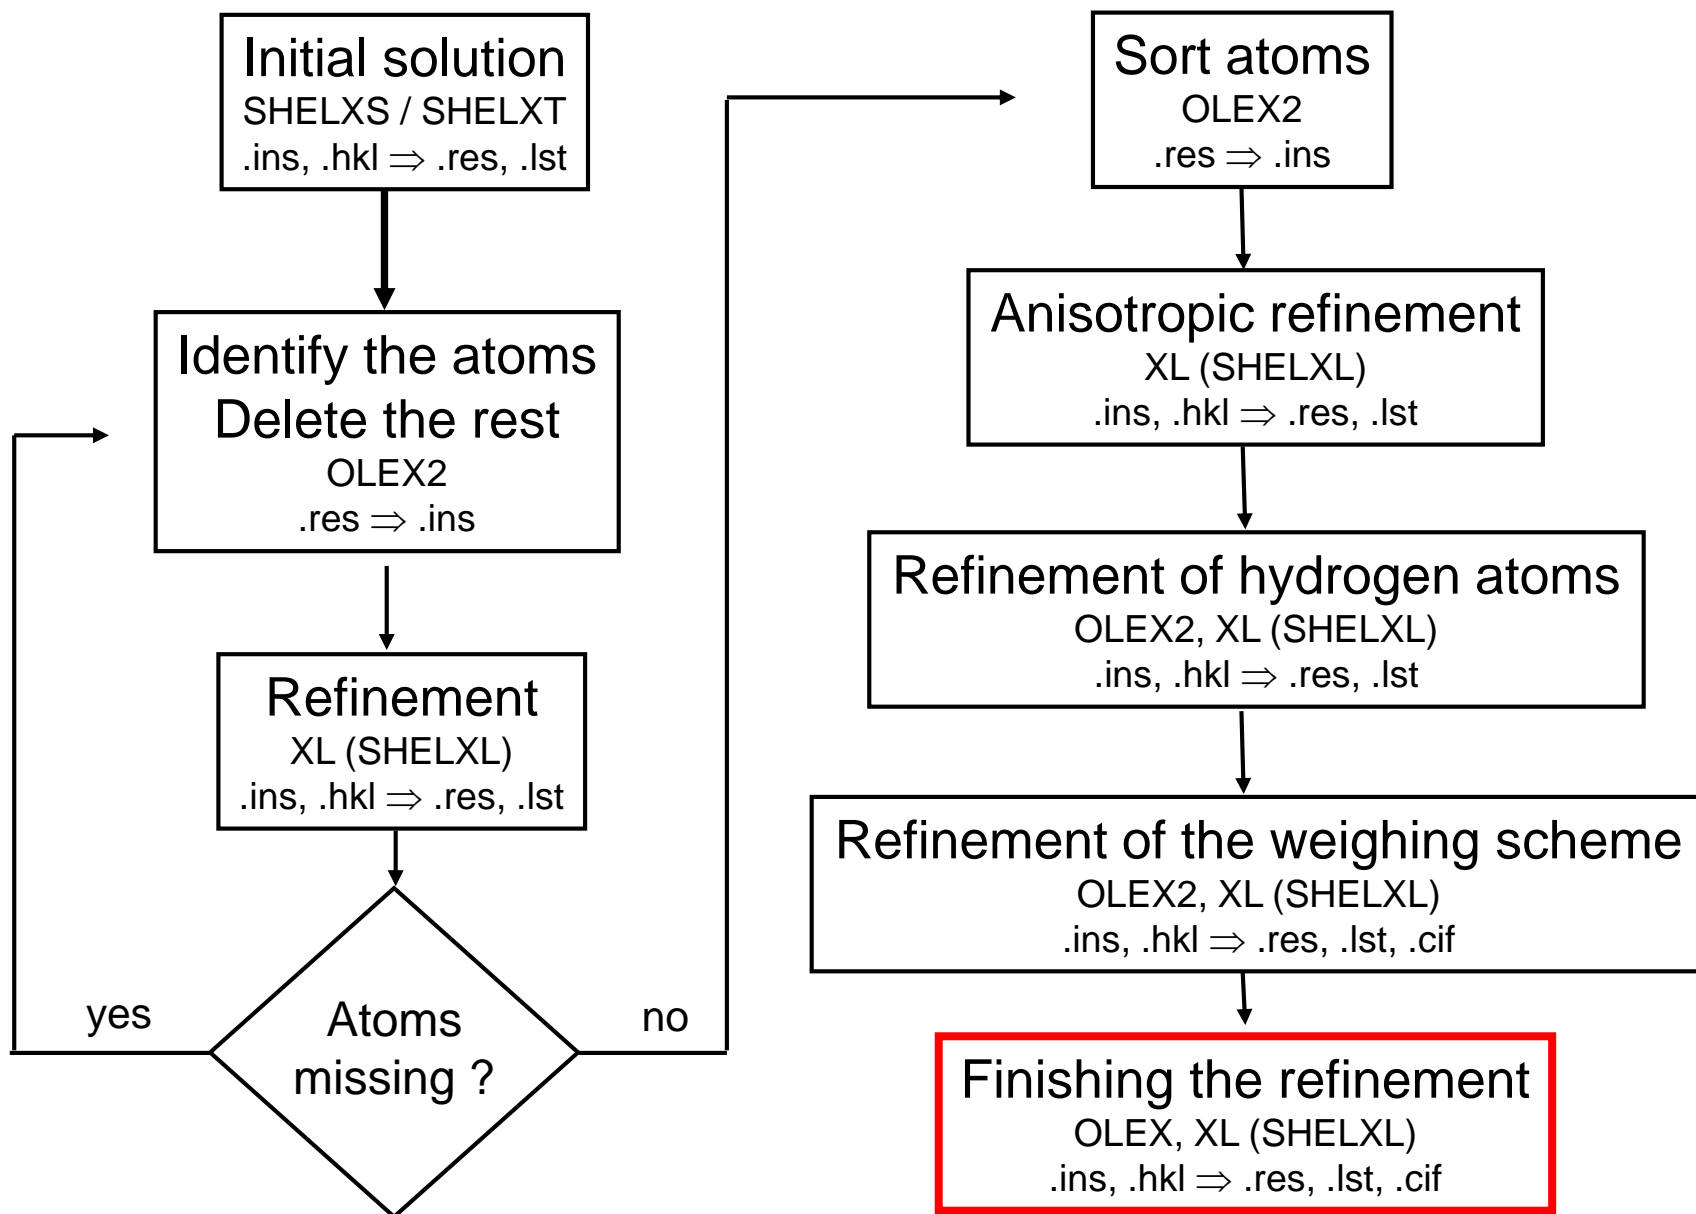 Initial solution
SHELXS / SHELXT
.ins, .hkl ⇒ .res, .lst
Identify the atoms
Delete the rest
OLEX2
.res ⇒ .ins
Refinement
XL (SHELXL)
.ins, .hkl ⇒ .res, .lst
yes
Atoms
missing ?
no
Sort atoms
OLEX2
.res ⇒ .ins
Anisotropic refinement
XL (SHELXL)
.ins, .hkl ⇒ .res, .lst
Refinement of hydrogen atoms
OLEX2, XL (SHELXL)
.ins, .hkl ⇒ .res, .lst
Refinement of the weighing scheme
OLEX2, XL (SHELXL)
.ins, .hkl ⇒ .res, .lst, .cif
Finishing the refinement
OLEX, XL (SHELXL)
.ins, .hkl ⇒ .res, .lst, .cif